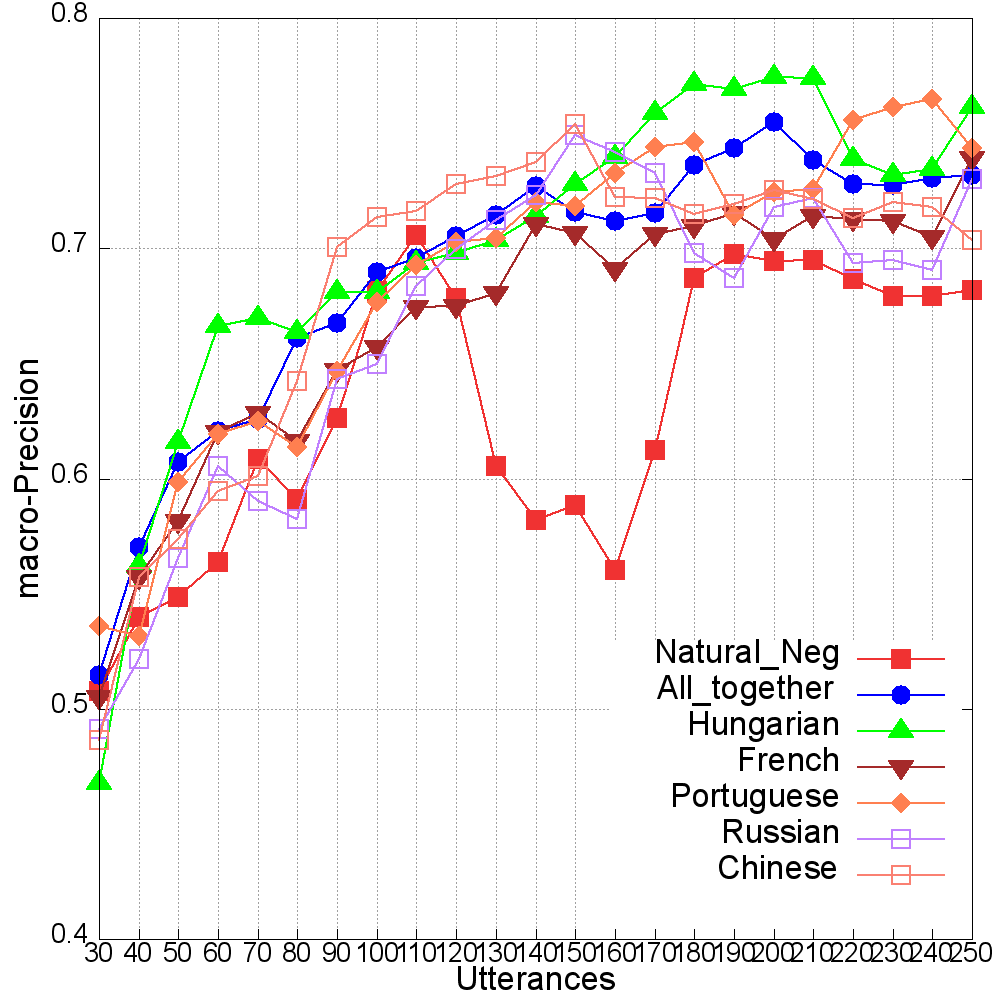 0.8
0.7
0.6
0.5
0.4
macro-Precision
Natural_Neg
All_together
Hungarian
French
Portuguese
Russian
Chinese
30 40 50 60 70 80 90 100 110 120 130 140 150 160 170 180 190 200 210 220 230 240 250
Utterances